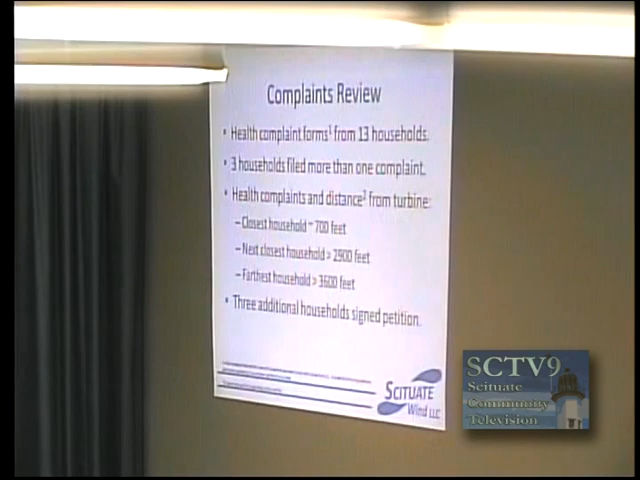 Complaints Review
• Health complaint forms¹ from 13 households.
• 3 households filed more than one complaint.
• Health complaints and distance² from turbine:
– Closest household ~ 700 feet
– Next closest household > 2900 feet
– Farthest household > 3600 feet
• Three additional households signed petition.
SCITUATE
Wind LLC
SCTV9
Scituate
Community
Television